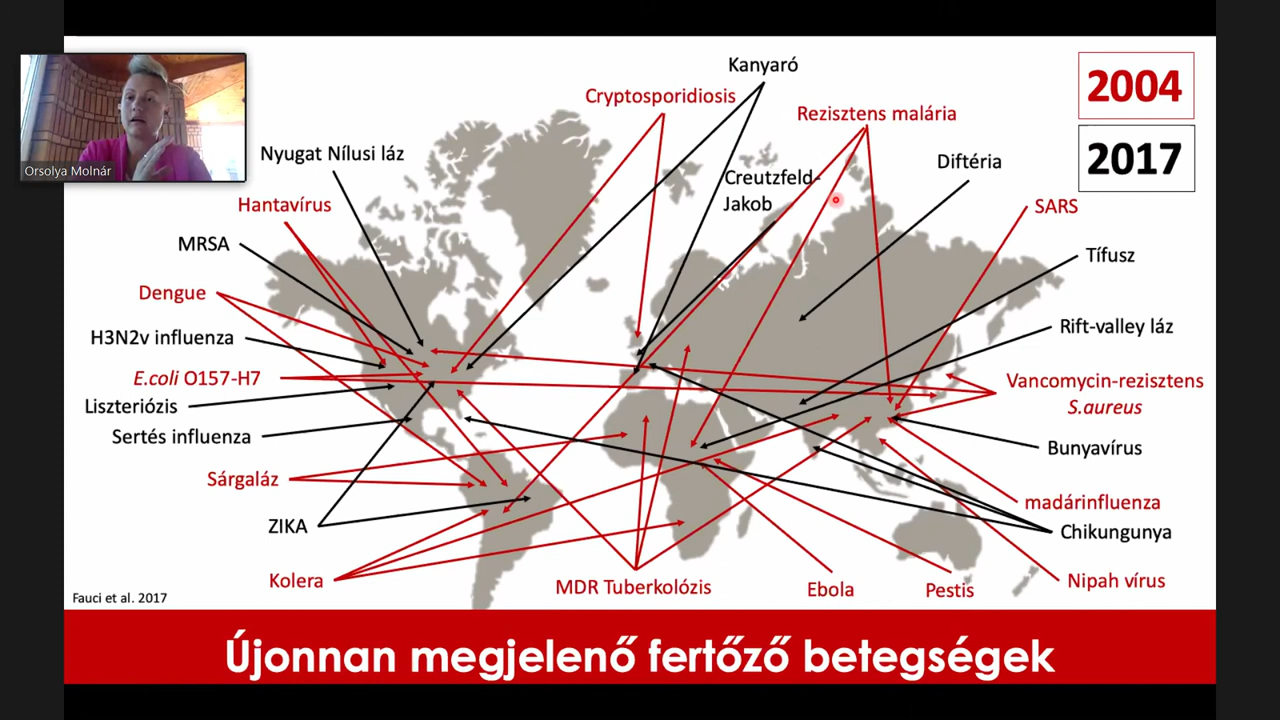 Kanyaró
Cryptosporidiosis
Rezisztens malária
2004
2017
Orsolya Molnár
Nyugat Nílusi láz
Diftéria
Creutzfeld-
Jakob
Hantavírus
SARS
MRSA
Tífusz
Dengue
Rift-valley láz
H3N2v influenza
E.coli O157-H7
Vancomycin-rezisztens
S.aureus
Liszteriózis
Sertés influenza
Bunyavírus
Sárgaláz
madárinfluenza
ZIKA
Chikungunya
Kolera
MDR Tuberkolózis
Ebola
Pestis
Nipah vírus
Fauci et al. 2017
Újonnan megjelenő fertőző betegségek